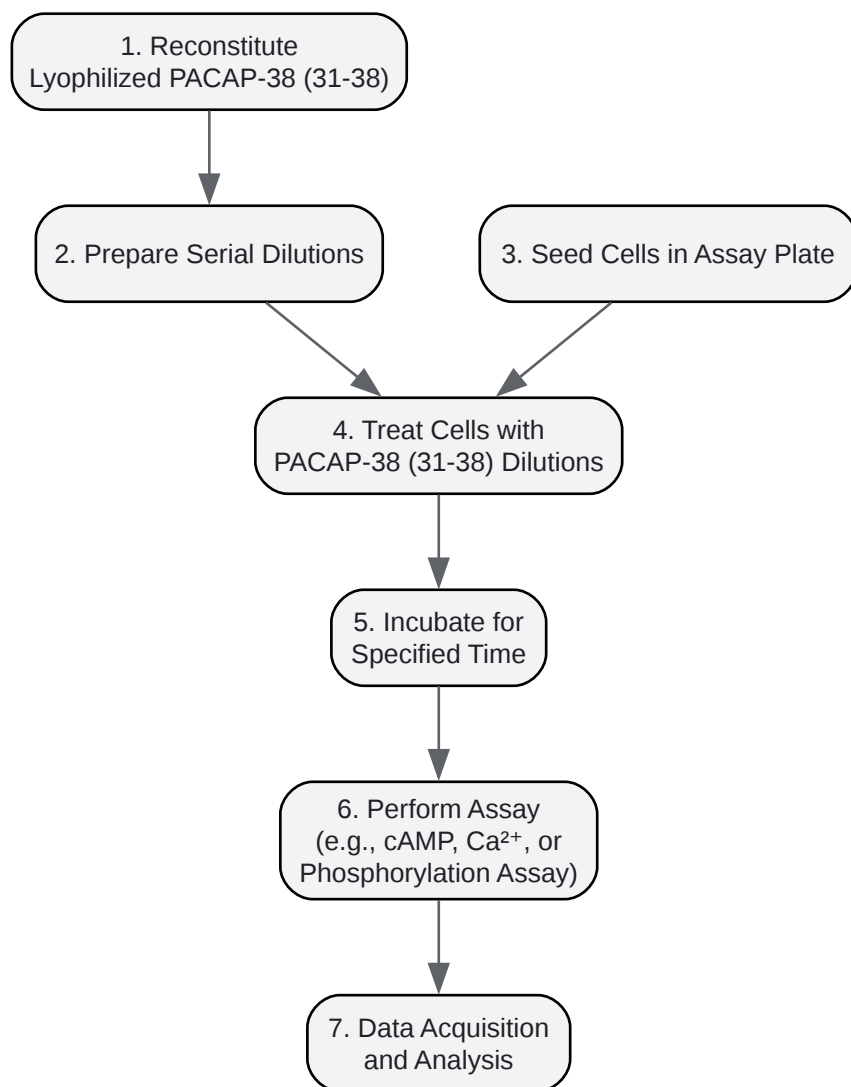 1. Reconstitute
Lyophilized PACAP-38 (31-38)
2. Prepare Serial Dilutions
3. Seed Cells in Assay Plate
4. Treat Cells with
PACAP-38 (31-38) Dilutions
5. Incubate for
Specified Time
6. Perform Assay
(e.g., cAMP, Ca²⁺, or
Phosphorylation Assay)
7. Data Acquisition
and Analysis